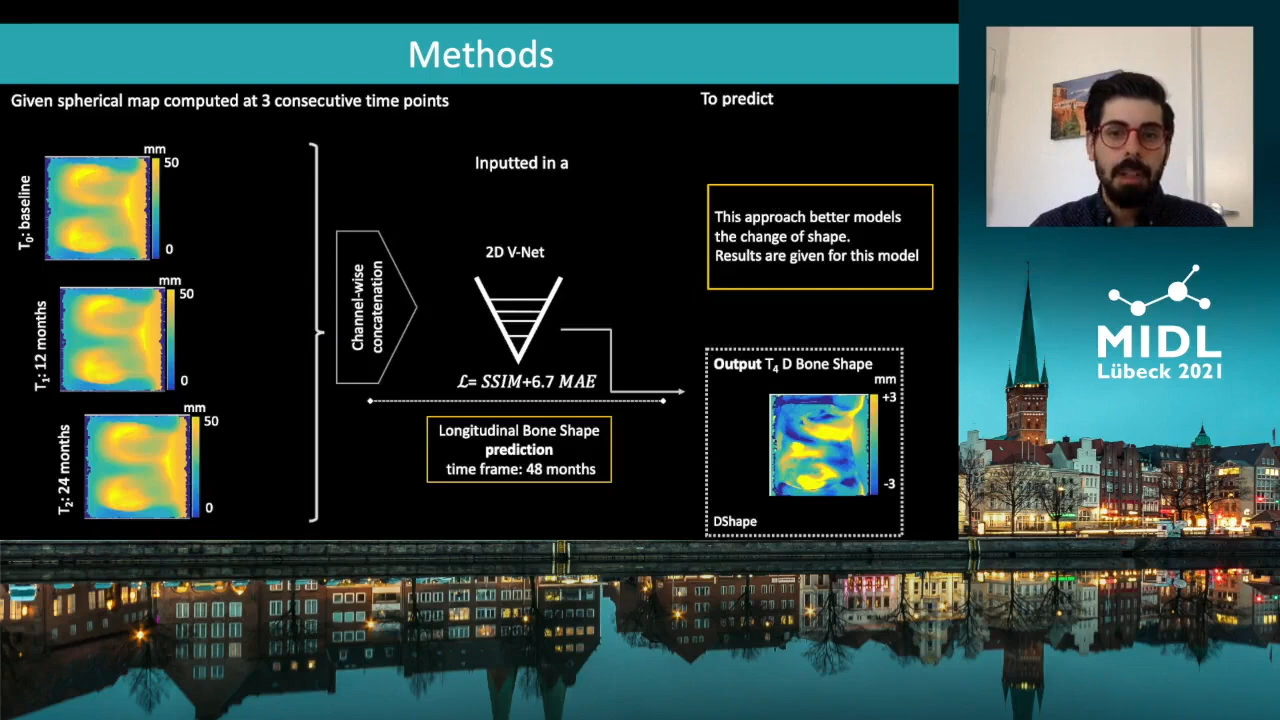 Methods
Given spherical map computed at 3 consecutive time points
To predict
mm
50
T0: baseline
0
mm
50
T1: 12 months
0
mm
50
T2: 24 months
0
Channel-wise
concatenation
Inputted in a
2D V-Net
ℒ= SSIM+6.7 MAE
Longitudinal Bone Shape
prediction
time frame: 48 months
This approach better models
the change of shape.
Results are given for this model
Output T4 D Bone Shape
mm
+3
-3
DShape
MIDL
Lübeck 2021